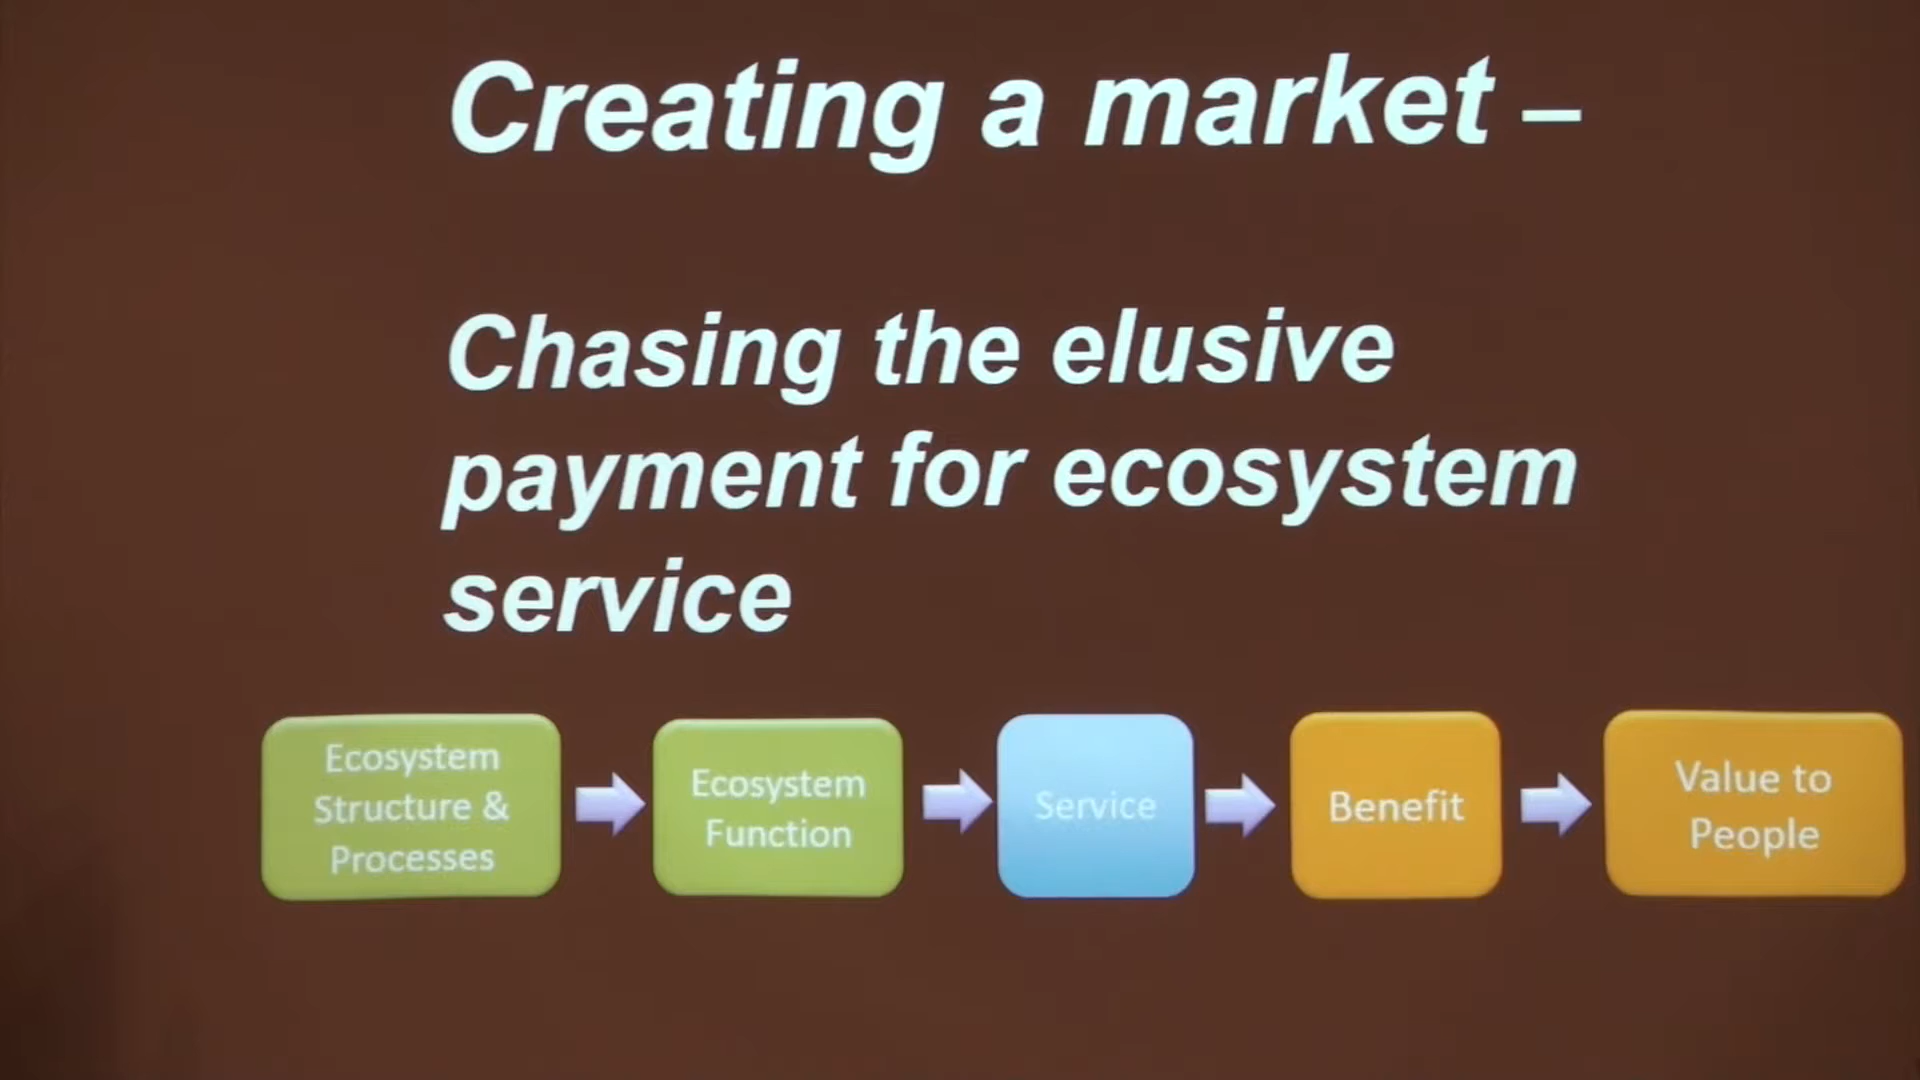 Creating a market –
Chasing the elusive
payment for ecosystem
service
Ecosystem
Structure &
Processes
Ecosystem
Function
Service
Benefit
Value to
People